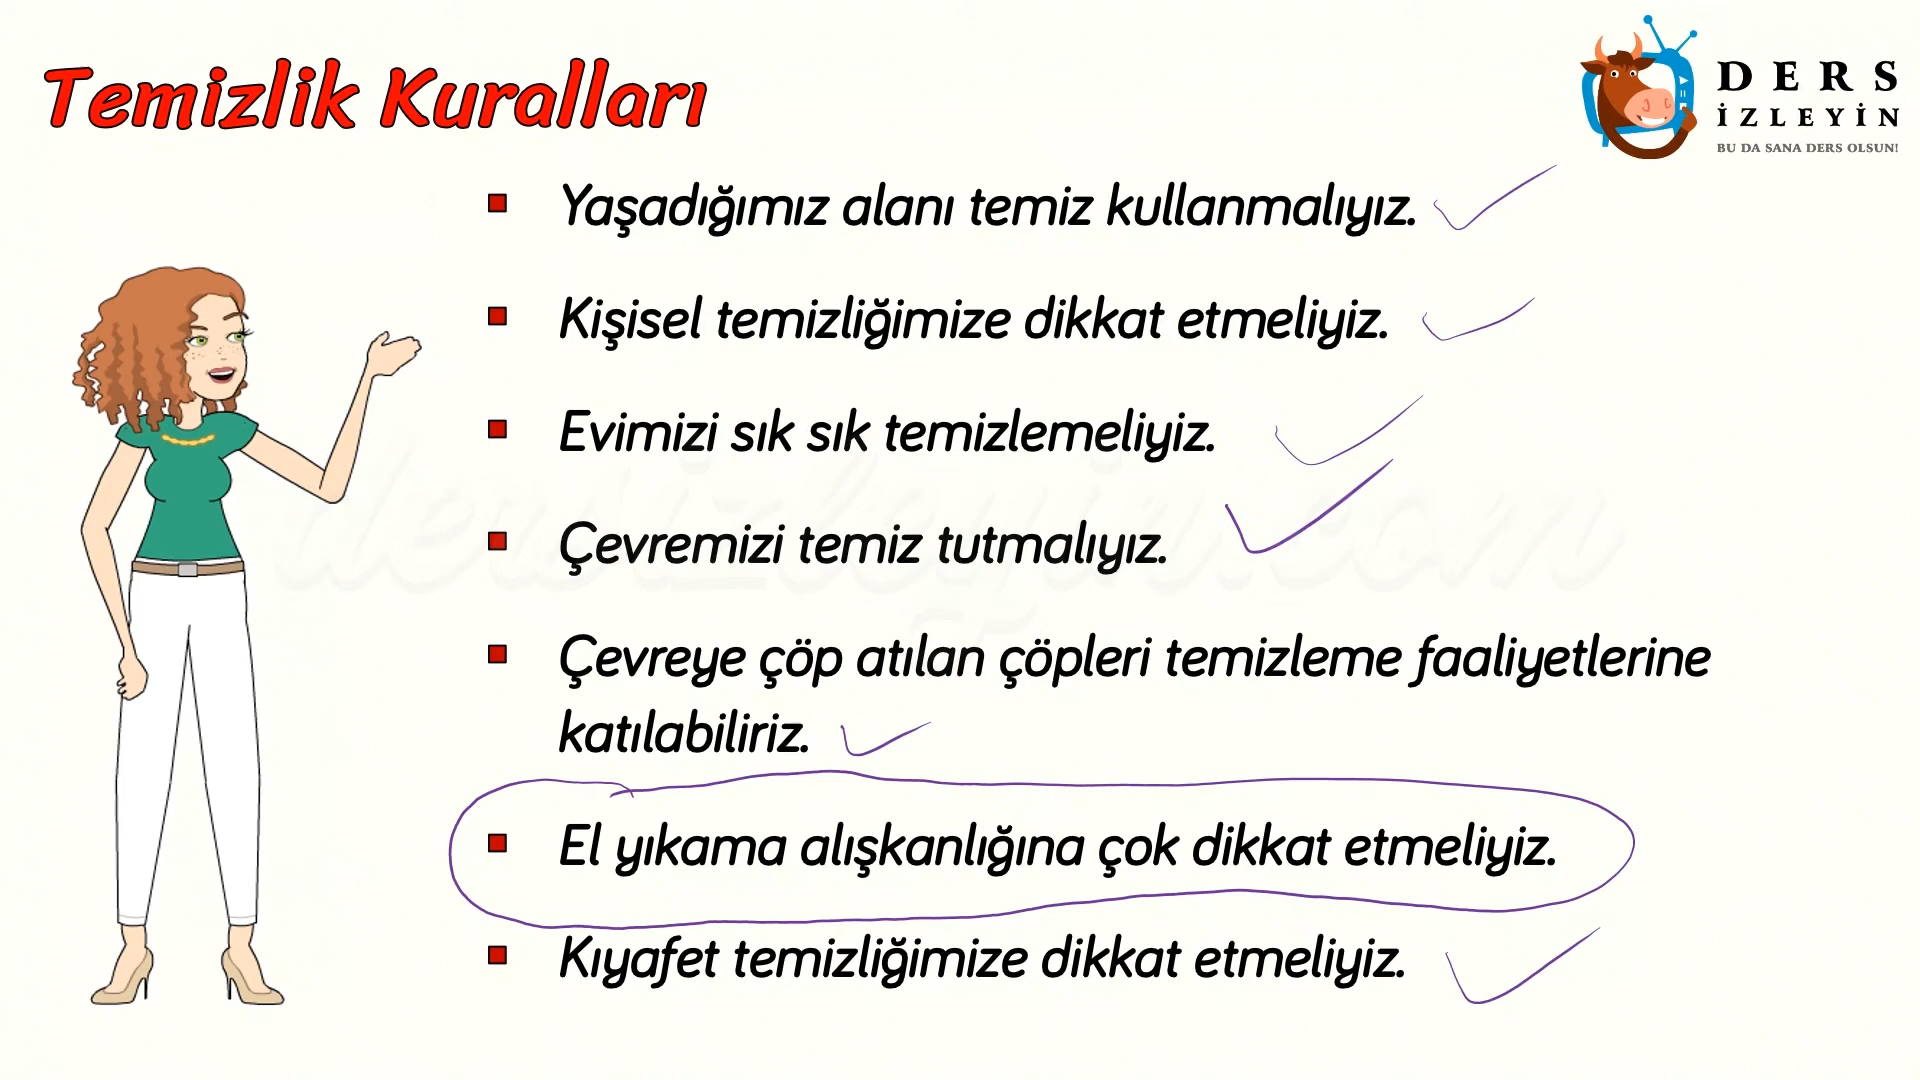 Temizlik Kuralları
DERS
İZLEYİN
BU DA SANA DERS OLSUN!
Yaşadığımız alanı temiz kullanmalıyız.
Kişisel temizliğimize dikkat etmeliyiz.
Evimizi sık sık temizlemeliyiz.
Çevremizi temiz tutmalıyız.
Çevreye çöp atılan çöpleri temizleme faaliyetlerine
katılabiliriz.
El yıkama alışkanlığına çok dikkat etmeliyiz.
Kıyafet temizliğimize dikkat etmeliyiz.
dersizleyin.com